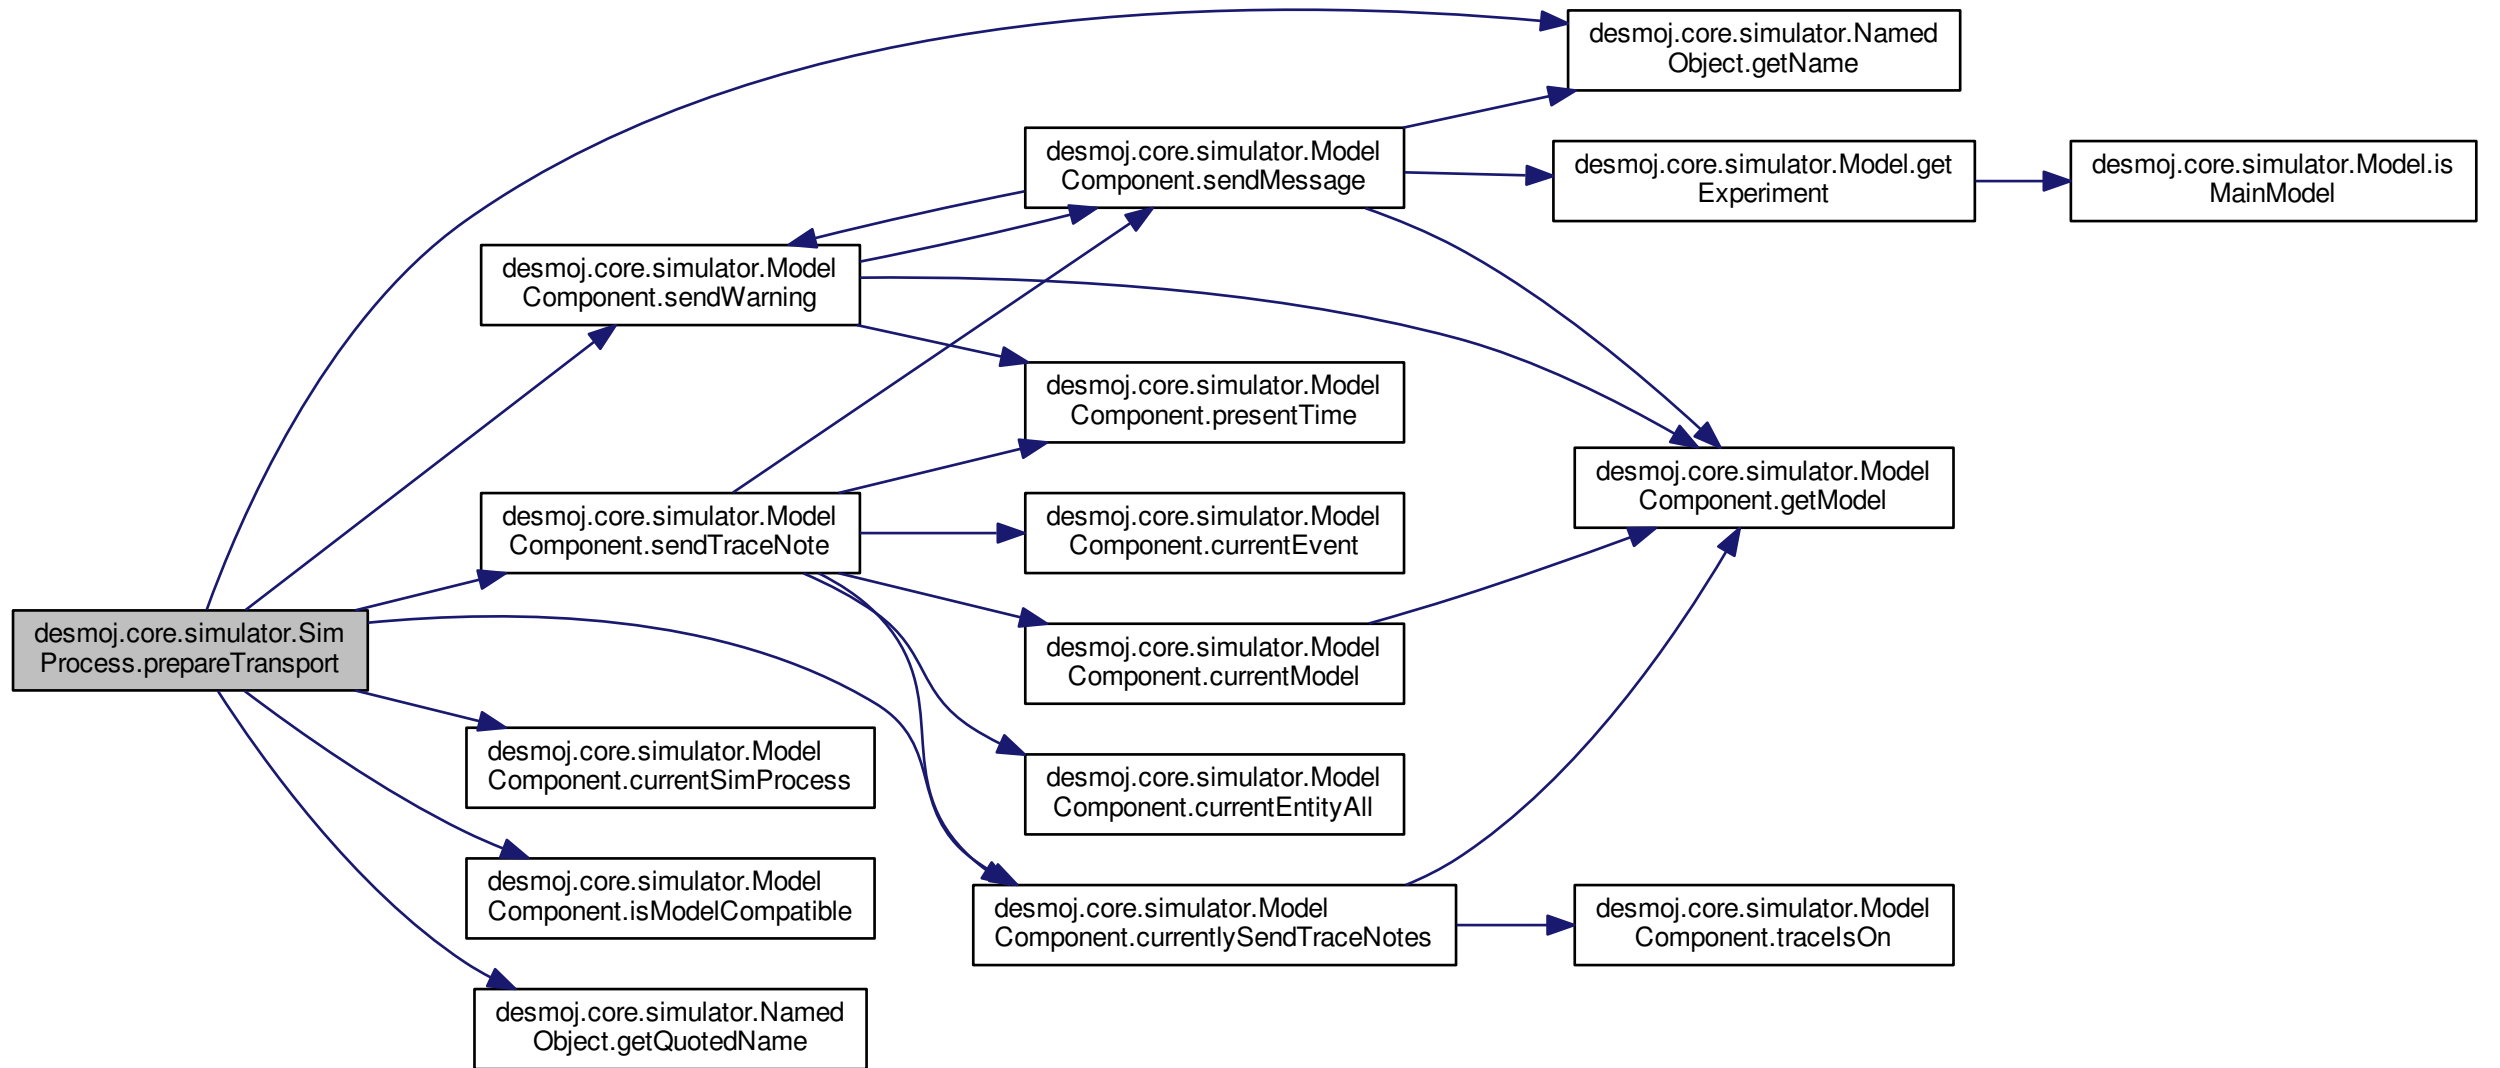 desmoj.core.simulator.Named
Object.getName
desmoj.core.simulator.Model
Component.sendMessage
desmoj.core.simulator.Model.get
Experiment
desmoj.core.simulator.Model.is
MainModel
desmoj.core.simulator.Model
Component.sendWarning
desmoj.core.simulator.Model
Component.presentTime
desmoj.core.simulator.Model
Component.getModel
desmoj.core.simulator.Model
Component.sendTraceNote
desmoj.core.simulator.Model
Component.currentEvent
desmoj.core.simulator.Sim
Process.prepareTransport
desmoj.core.simulator.Model
Component.currentModel
desmoj.core.simulator.Model
Component.currentSimProcess
desmoj.core.simulator.Model
Component.currentEntityAll
desmoj.core.simulator.Model
Component.isModelCompatible
desmoj.core.simulator.Model
Component.currentlySendTraceNotes
desmoj.core.simulator.Model
Component.traceIsOn
desmoj.core.simulator.Named
Object.getQuotedName